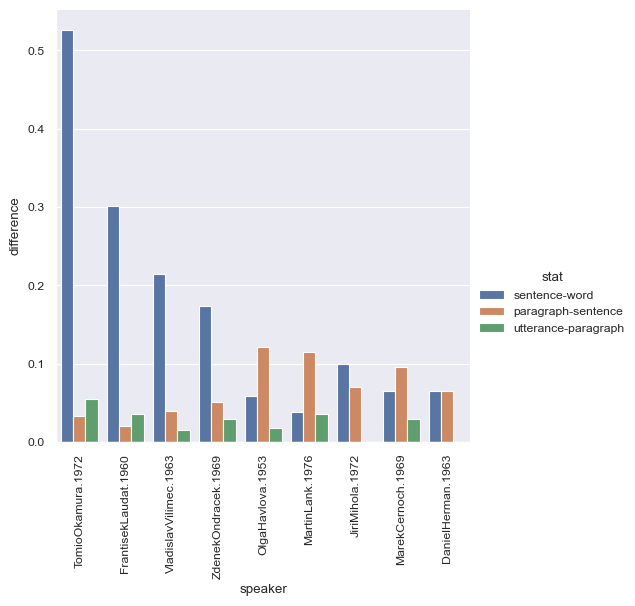 0.5
0.4
0.3
0.2
0.1
0.0
difference
TomioOkamura.1972
FrantisekLaudat.1960
VladislavVilimec.1963
ZdenekOndracek.1969
OlgaHavlova.1953
MartinLank.1976
JiriMihola.1972
MarekCernoch.1969
DanielHerman.1963
speaker
stat
sentence-word
paragraph-sentence
utterance-paragraph